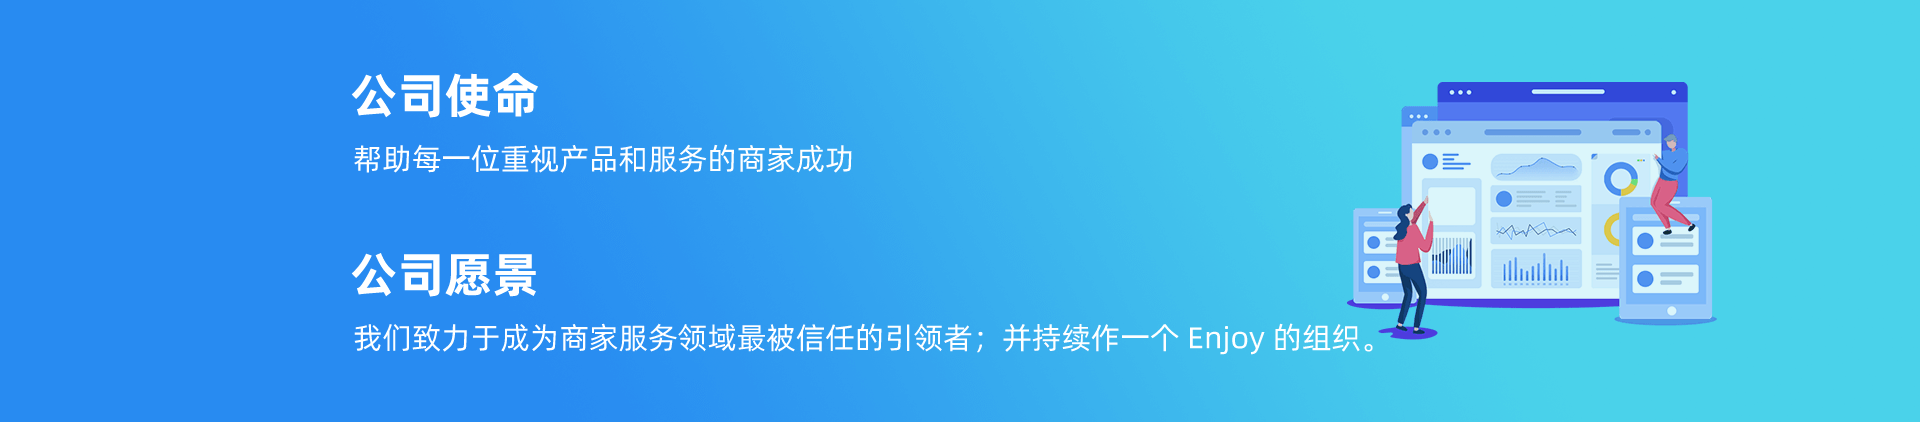 公司使命
帮助每一位重视产品和服务的商家成功
公司愿景
我们致力于成为商家服务领域最被信任的引领者；并持续作一个 Enjoy 的组织。